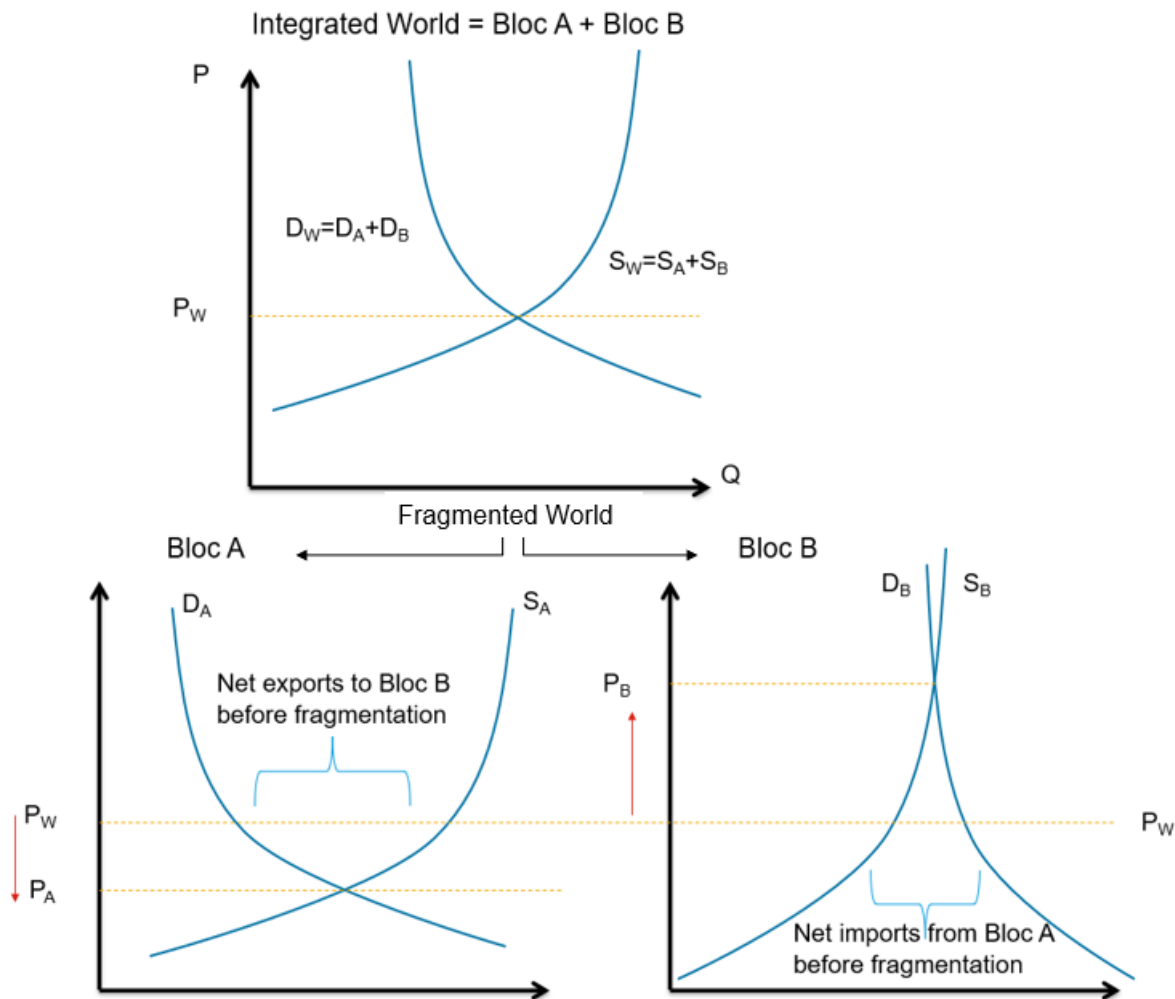 Integrated World = Bloc A + Bloc B
P
D_W=D_A+D_B
S_W=S_A+S_B
P_W
Q
Fragmented World
Bloc A
Bloc B
D_A
S_A
D_B
S_B
Net exports to Bloc B
before fragmentation
P_B
P_W
P_W
P_A
Net imports from Bloc A
before fragmentation